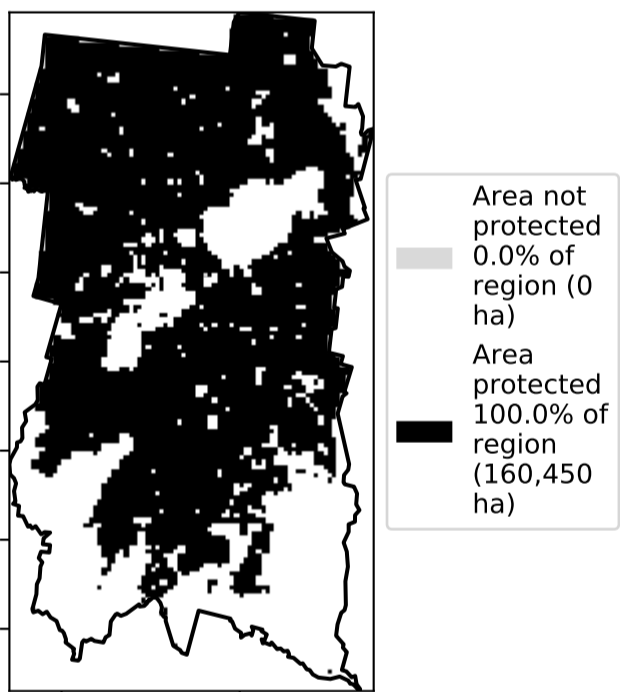 Area not
protected
0.0% of
region (0
ha)
Area
protected
100.0% of
region
(160,450
ha)